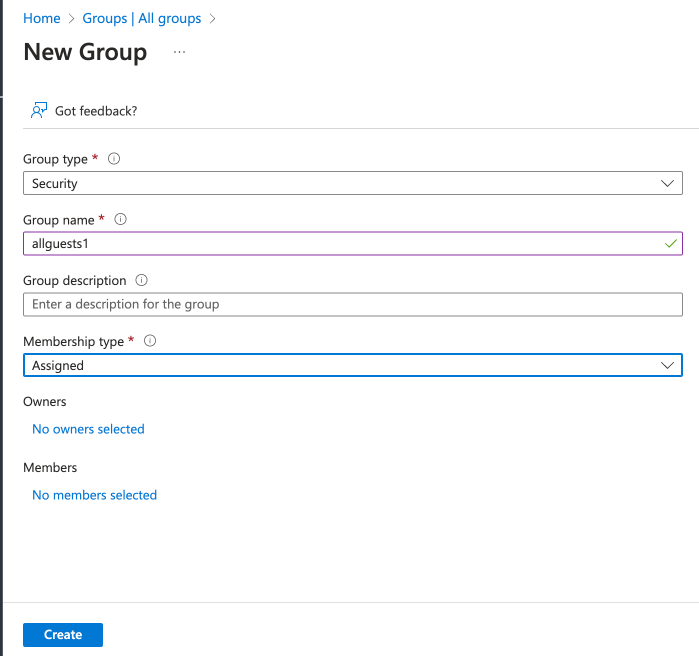 Home > Groups | All groups >
New Group ...
Got feedback?
Group type *
Security
Group name *
allguests1
Group description
Enter a description for the group
Membership type *
Assigned
Owners
No owners selected
Members
No members selected
Create